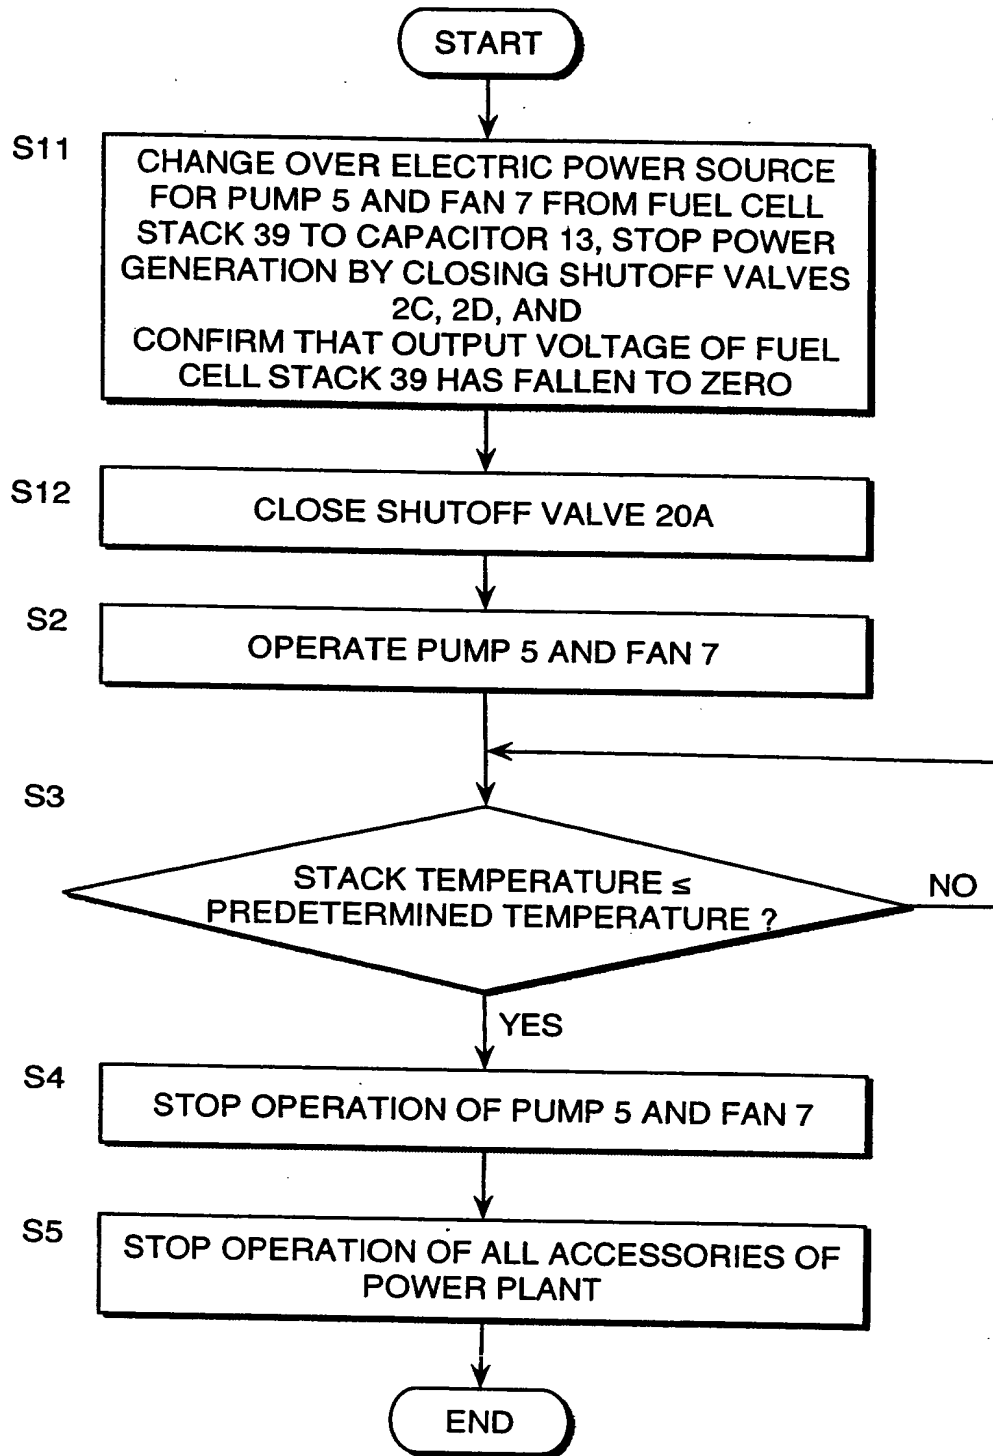 START
S11
CHANGE OVER ELECTRIC POWER SOURCE
FOR PUMP 5 AND FAN 7 FROM FUEL CELL
STACK 39 TO CAPACITOR 13, STOP POWER
GENERATION BY CLOSING SHUTOFF VALVES
2C, 2D, AND
CONFIRM THAT OUTPUT VOLTAGE OF FUEL
CELL STACK 39 HAS FALLEN TO ZERO
S12
CLOSE SHUTOFF VALVE 20A
S2
OPERATE PUMP 5 AND FAN 7
S3
STACK TEMPERATURE ≤
PREDETERMINED TEMPERATURE ?
NO
YES
S4
STOP OPERATION OF PUMP 5 AND FAN 7
S5
STOP OPERATION OF ALL ACCESSORIES OF
POWER PLANT
END